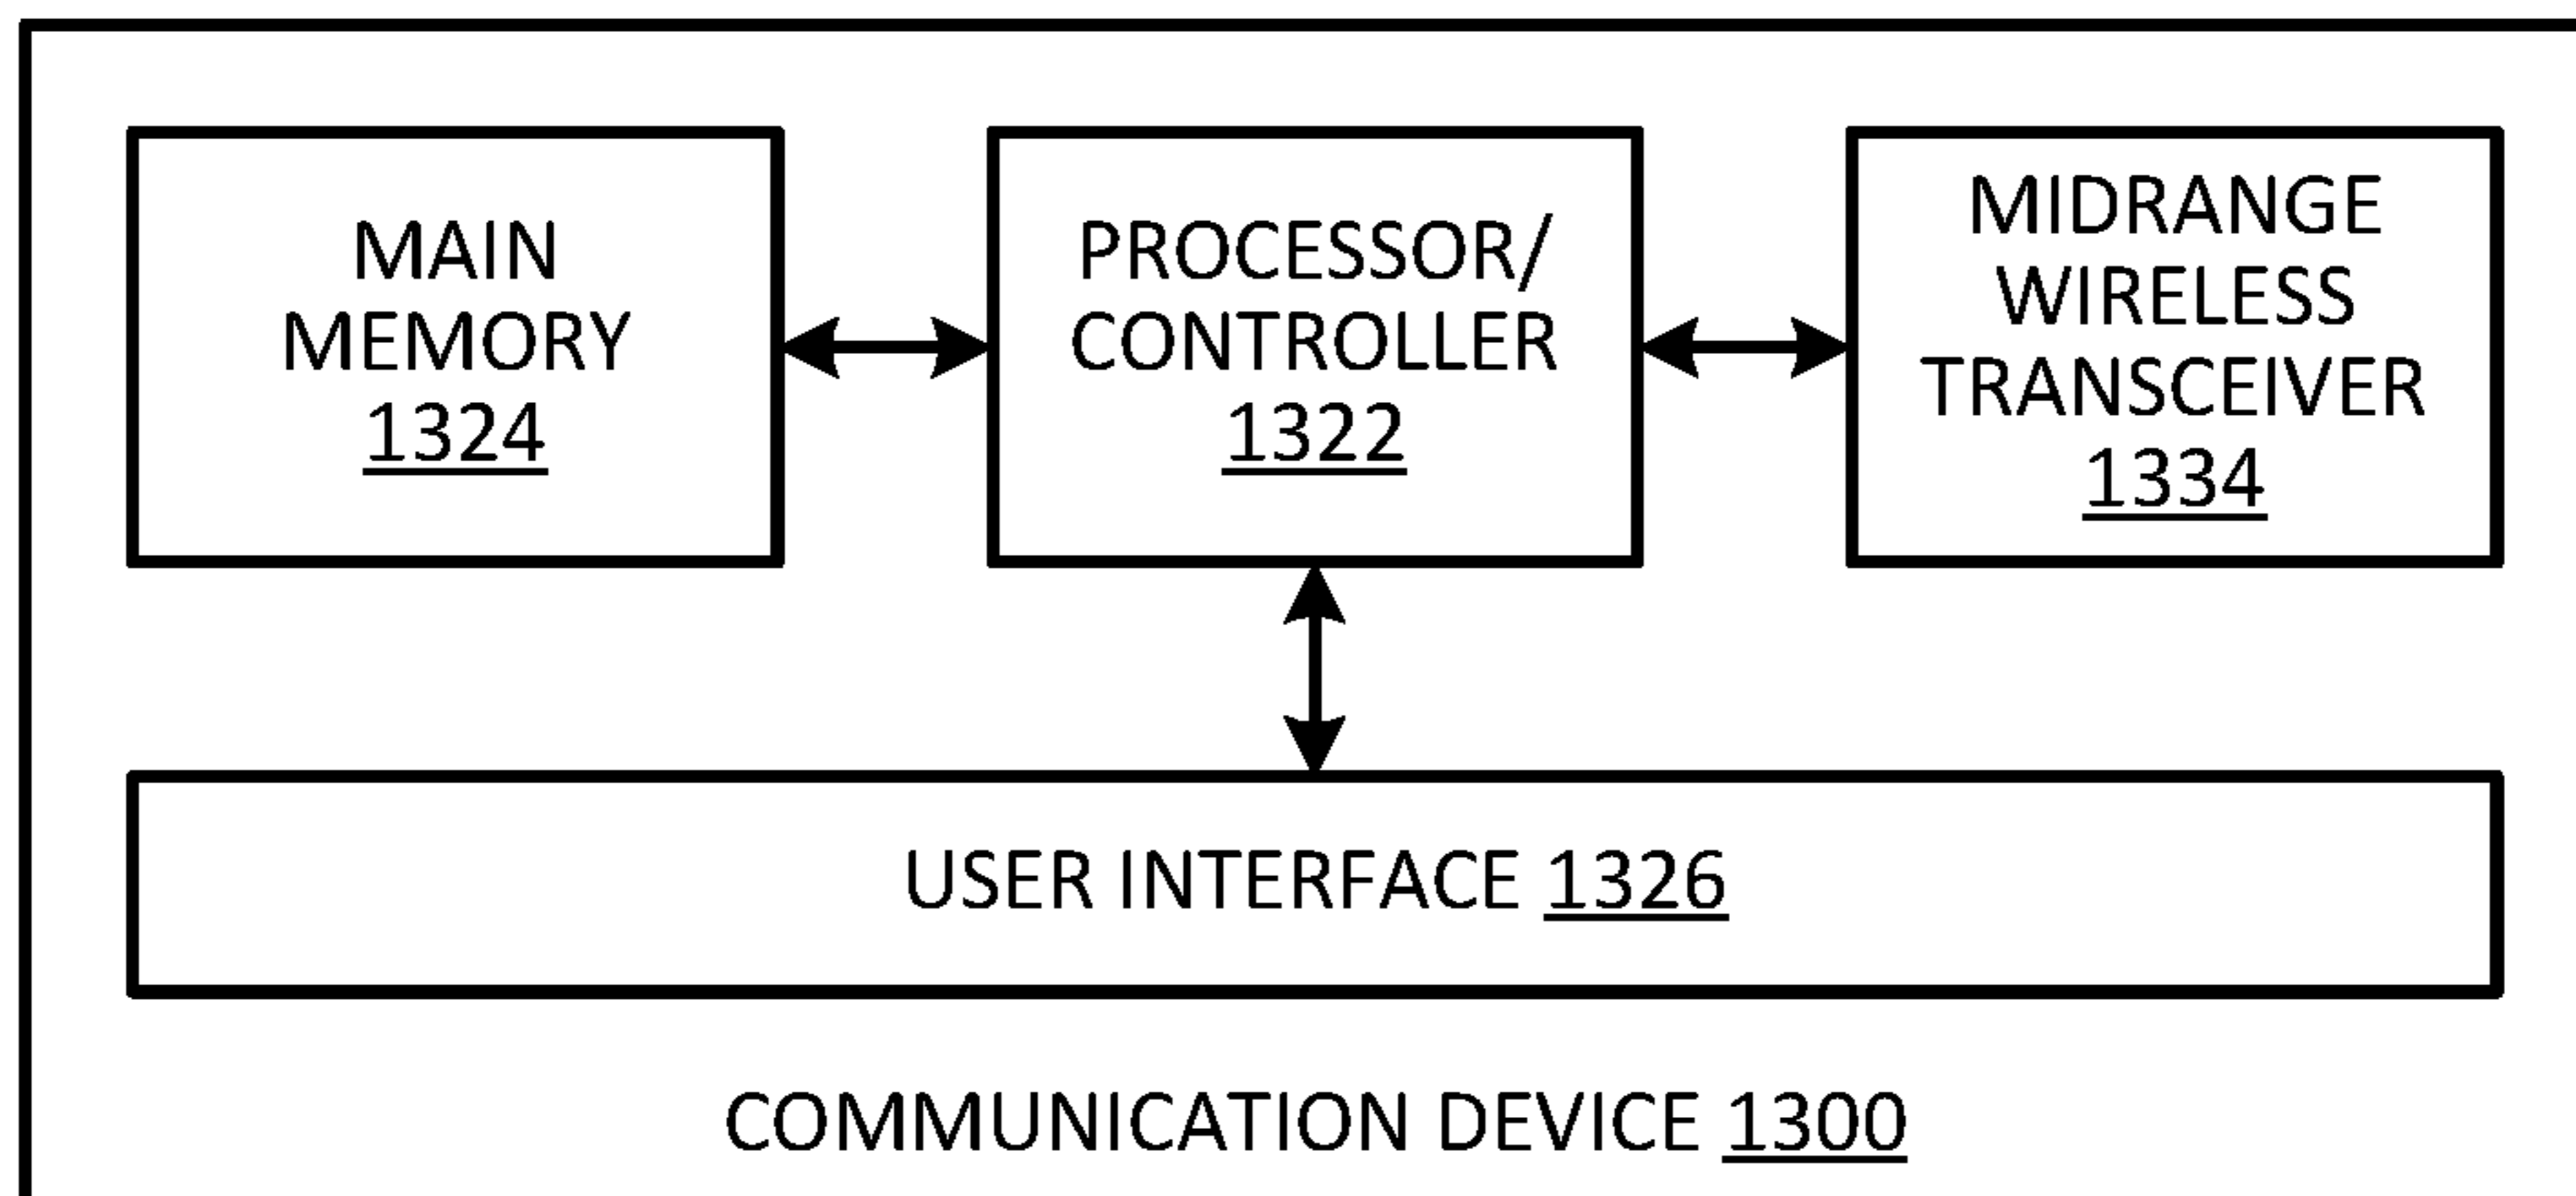 MAIN
MEMORY
1324
PROCESSOR/
CONTROLLER
1322
MIDRANGE
WIRELESS
TRANSCEIVER
1334
USER INTERFACE 1326
COMMUNICATION DEVICE 1300